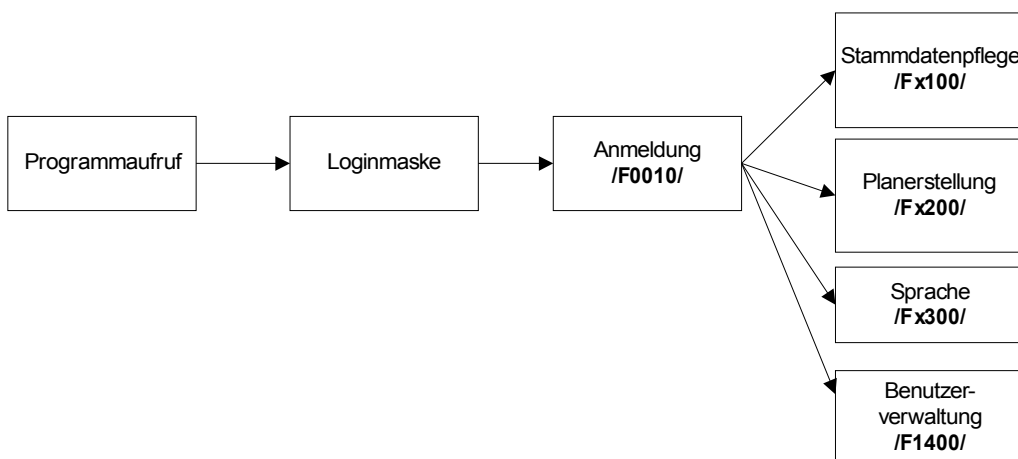 Programmaufruf
Loginmaske
Anmeldung
/F0010/
Stammdatenpflege
/Fx100/
Planerstellung
/Fx200/
Sprache
/Fx300/
Benutzer-
verwaltung
/F1400/